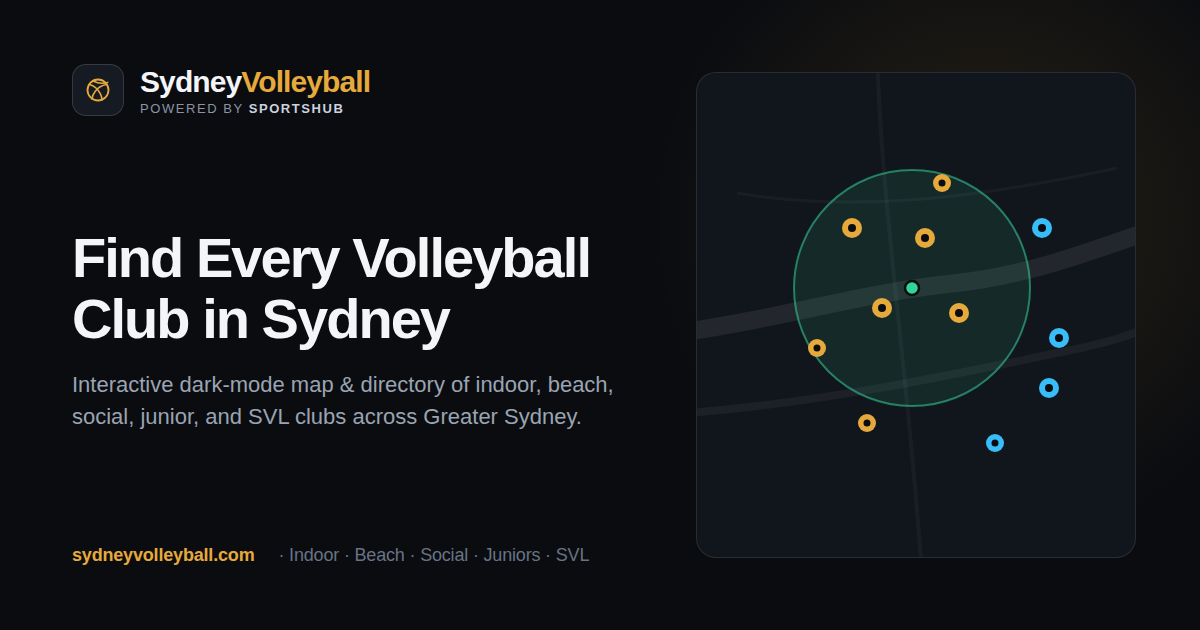 SydneyVolleyball
POWERED BY SPORTSHUB
Find Every Volleyball
Club in Sydney
Interactive dark-mode map & directory of indoor, beach,
social, junior, and SVL clubs across Greater Sydney.
sydneyvolleyball.com · Indoor · Beach · Social · Juniors · SVL